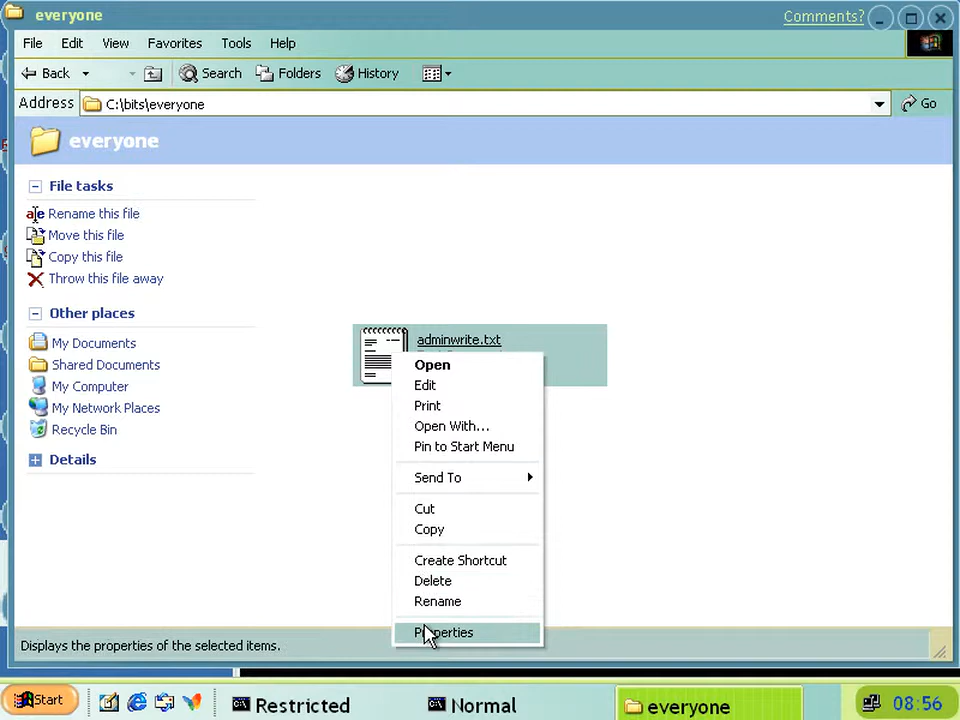 everyone
Comments?
File Edit View Favorites Tools Help
Back Search Folders History
Address C:\bits\everyone Go
everyone
File tasks
Rename this file
Move this file
Copy this file
Throw this file away
Other places
My Documents
Shared Documents
My Computer
My Network Places
Recycle Bin
Details
adminwrite.txt
Open
Edit
Print
Open With...
Pin to Start Menu
Send To
Cut
Copy
Create Shortcut
Delete
Rename
Properties
Displays the properties of the selected items.
Start Restricted Normal everyone 08:56